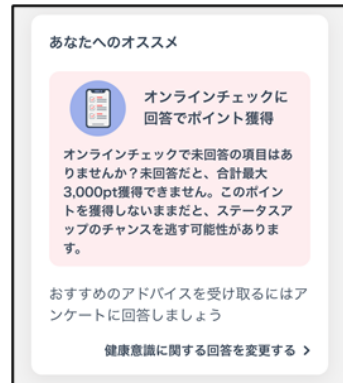 あなたへのオススメ
オンラインチェックに
回答でポイント獲得
オンラインチェックで未回答の項目はあ
りませんか？未回答だと、合計最大
3,000pt獲得できません。このポイン
トを獲得しないままだと、ステータスア
ップのチャンスを逃す可能性がありま
す。
おすすめのアドバイスを受け取るにはア
ンケートに回答しましょう
健康意識に関する回答を変更する >